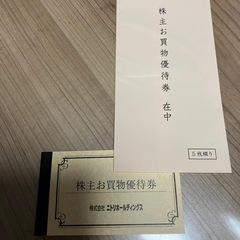 株主お買物優待券 在中
5枚綴り
株主お買物優待券
株式会社 ニトリホールディングス